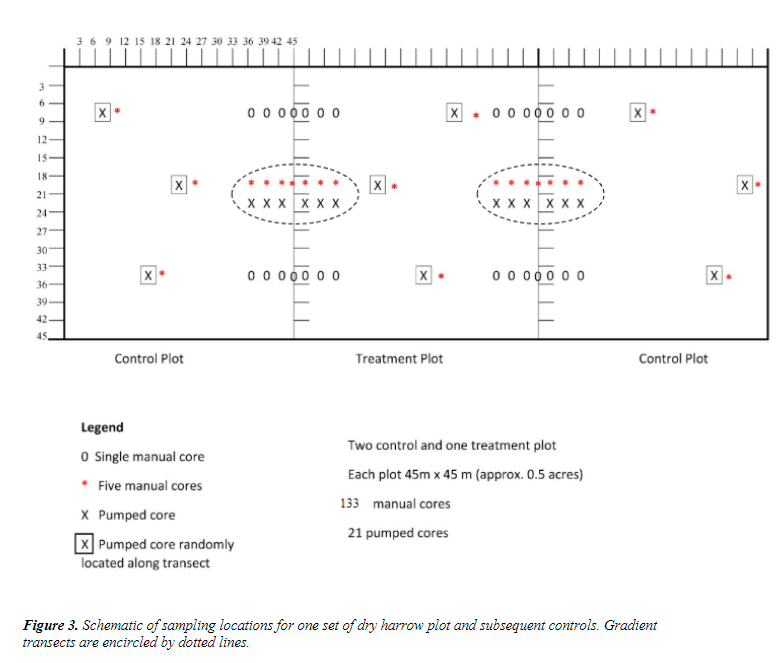 3 6 9 12 15 18 21 24 27 30 33 36 39 42 45
3
6
X * 0 0 0 0 0 0 0 X * 0 0 0 0 0 0 0 X *
9
12
15
18
X * * * * * * * * X * * * * * * * * X *
21
X X X X X X X X X X X X
24
27
30
33
X * 0 0 0 0 0 0 0 X * 0 0 0 0 0 0 0 X *
36
39
42
45
Control Plot Treatment Plot Control Plot
Legend
0 Single manual core
* Five manual cores
X Pumped core
X Pumped core randomly
located along transect
Two control and one treatment plot
Each plot 45m x 45 m (approx. 0.5 acres)
133 manual cores
21 pumped cores
Figure 3. Schematic of sampling locations for one set of dry harrow plot and subsequent controls. Gradient
transects are encircled by dotted lines.